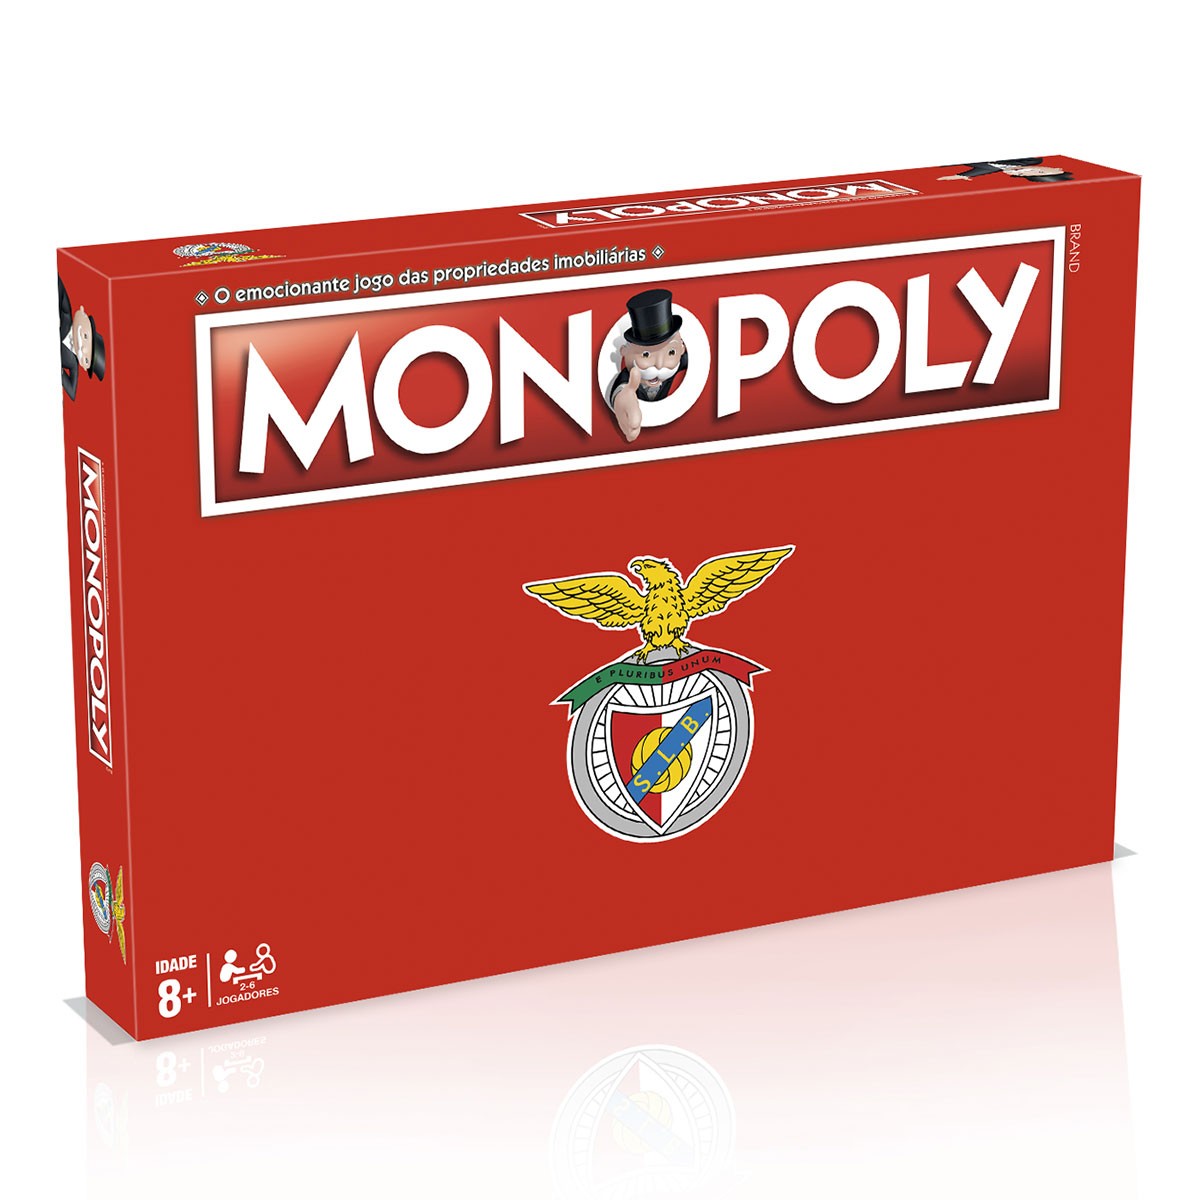 MONOPOLY
◈ O emocionante jogo das propriedades imobiliárias ◈
BRAND
MONOPOLY
MONOPOLY
E PLURIBUS UNUM
S. L. B.
IDADE
8+
2-6
JOGADORES